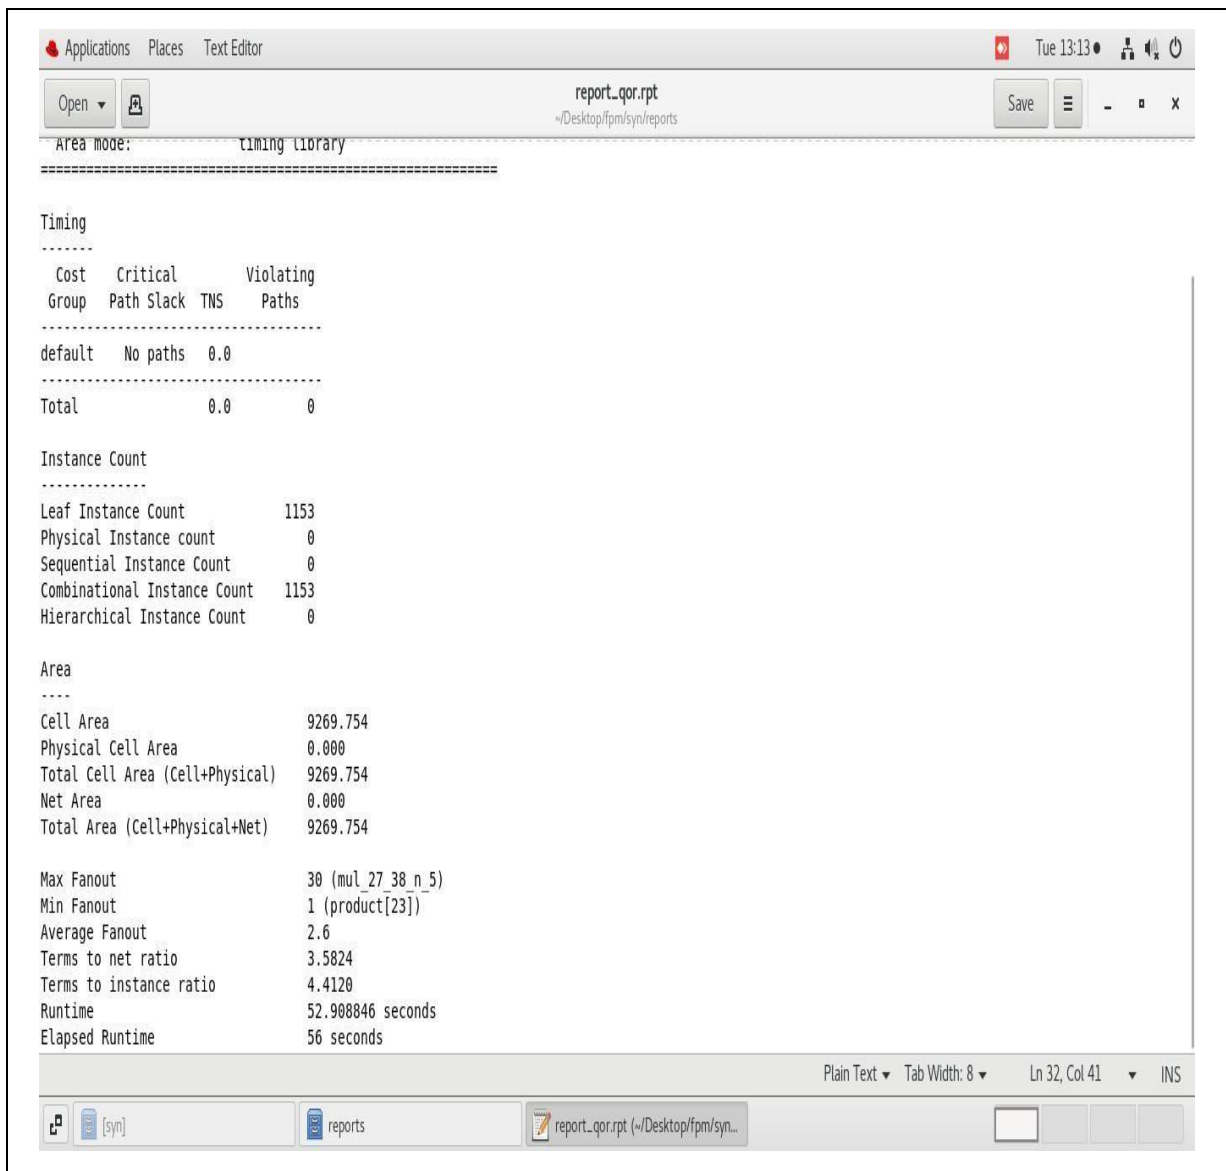 Applications Places Text Editor Tue 13:13
Open report_qor.rpt Save
~/Desktop/fpm/syn/reports
Area mode: timing library
============================================================
Timing
-------
Cost Critical Violating
Group Path Slack TNS Paths
-------------------------------------
default No paths 0.0
-------------------------------------
Total 0.0 0
Instance Count
--------------
Leaf Instance Count 1153
Physical Instance count 0
Sequential Instance Count 0
Combinational Instance Count 1153
Hierarchical Instance Count 0
Area
----
Cell Area 9269.754
Physical Cell Area 0.000
Total Cell Area (Cell+Physical) 9269.754
Net Area 0.000
Total Area (Cell+Physical+Net) 9269.754
Max Fanout 30 (mul_27_38_n_5)
Min Fanout 1 (product[23])
Average Fanout 2.6
Terms to net ratio 3.5824
Terms to instance ratio 4.4120
Runtime 52.908846 seconds
Elapsed Runtime 56 seconds
Plain Text Tab Width: 8 Ln 32, Col 41 INS
[syn] reports report_qor.rpt (~/Desktop/fpm/syn...